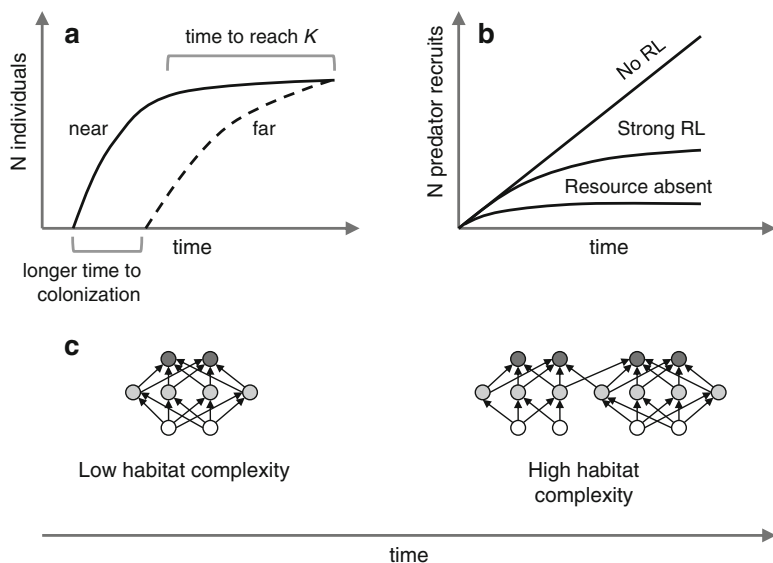 a
time to reach K
N individuals
near
far
time
longer time to
colonization
b
N predator recruits
No RL
Strong RL
Resource absent
time
c
Low habitat complexity
High habitat
complexity
time